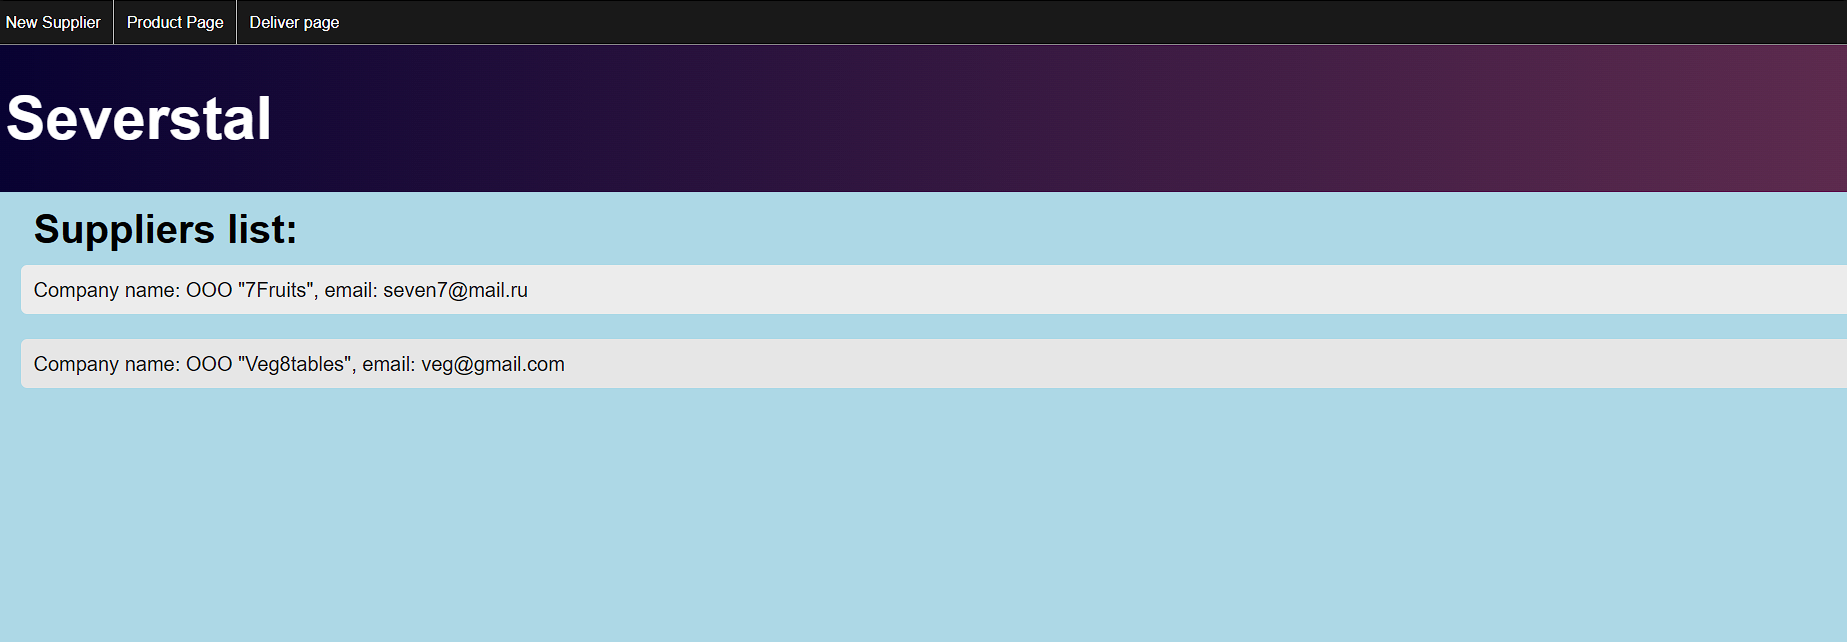 New Supplier Product Page Deliver page
Severstal
Suppliers list:
Company name: OOO "7Fruits", email: seven7@mail.ru
Company name: OOO "Veg8tables", email: veg@gmail.com